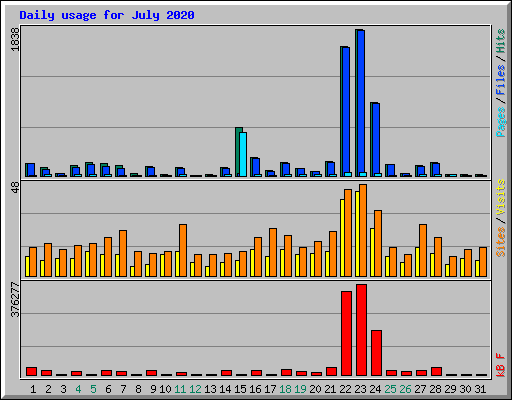 Daily usage for July 2020
1838
Pages / Files / Hits
48
Sites / Visits
376277
kB F
1 2 3 4 5 6 7 8 9 10 11 12 13 14 15 16 17 18 19 20 21 22 23 24 25 26 27 28 29 30 31